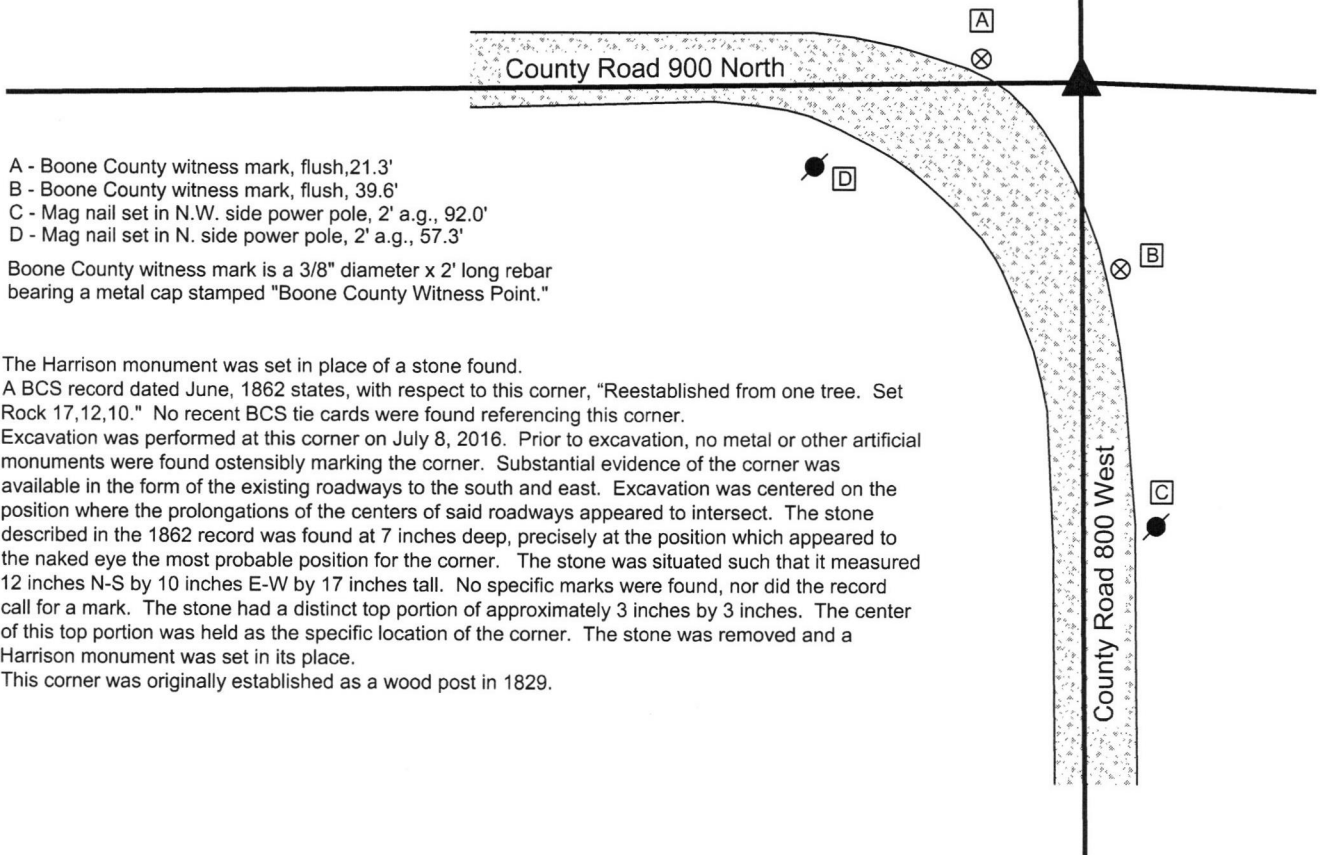 A
County Road 900 North
D
A - Boone County witness mark, flush,21.3'
B - Boone County witness mark, flush, 39.6'
C - Mag nail set in N.W. side power pole, 2' a.g., 92.0'
D - Mag nail set in N. side power pole, 2' a.g., 57.3'
Boone County witness mark is a 3/8" diameter x 2' long rebar
bearing a metal cap stamped "Boone County Witness Point."
B
The Harrison monument was set in place of a stone found.
A BCS record dated June, 1862 states, with respect to this corner, “Reestablished from one tree. Set
Rock 17,12,10." No recent BCS tie cards were found referencing this corner.
Excavation was performed at this corner on July 8, 2016. Prior to excavation, no metal or other artificial
monuments were found ostensibly marking the corner. Substantial evidence of the corner was
available in the form of the existing roadways to the south and east. Excavation was centered on the
position where the prolongations of the centers of said roadways appeared to intersect. The stone
described in the 1862 record was found at 7 inches deep, precisely at the position which appeared to
the naked eye the most probable position for the corner. The stone was situated such that it measured
12 inches N-S by 10 inches E-W by 17 inches tall. No specific marks were found, nor did the record
call for a mark. The stone had a distinct top portion of approximately 3 inches by 3 inches. The center
of this top portion was held as the specific location of the corner. The stone was removed and a
Harrison monument was set in its place.
This corner was originally established as a wood post in 1829.
County Road 800 West
C